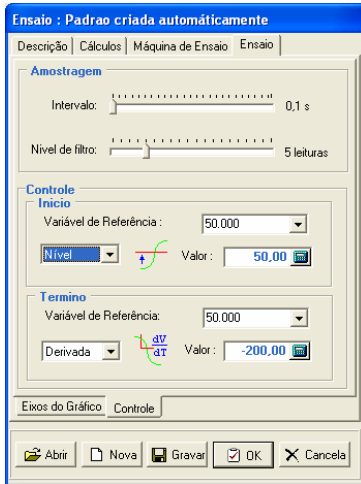 Ensaio : Padrao criada automáticamente
Descrição Cálculos Máquina de Ensaio Ensaio
Amostragem
Intervalo: 0,1 s
Nivel de filtro: 5 leituras
Controle
Inicio
Variável de Referência : 50.000
Nível Valor : 50,00
Termino
Variável de Referência: 50.000
Derivada dV dT Valor : -200,00
Eixos do Gráfico Controle
Abrir Nova Gravar OK Cancela